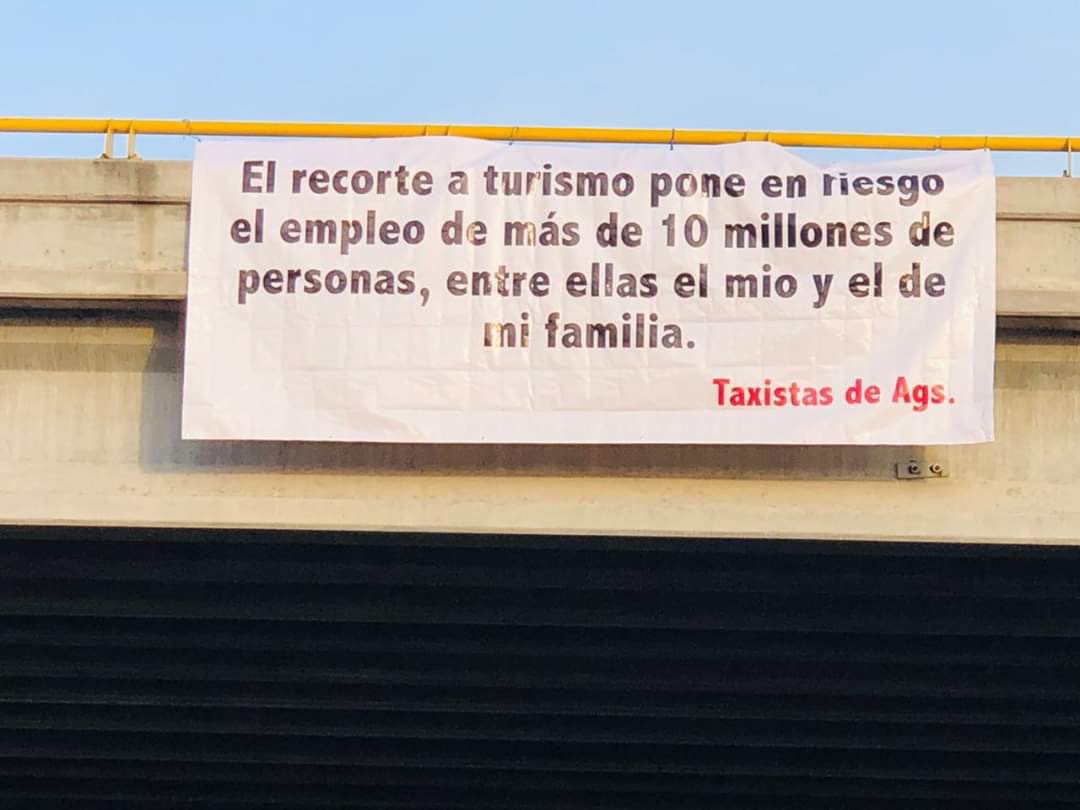 El recorte a turismo pone en riesgo
el empleo de más de 10 millones de
personas, entre ellas el mio y el de
mi familia.
Taxistas de Ags.